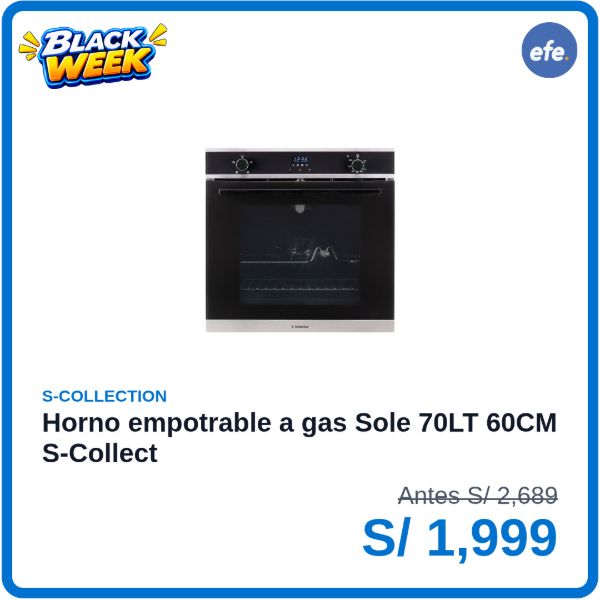 BLACK
WEEK
efe.
S-COLLECTION
Horno empotrable a gas Sole 70LT 60CM
S-Collect
Antes S/ 2,689
S/ 1,999